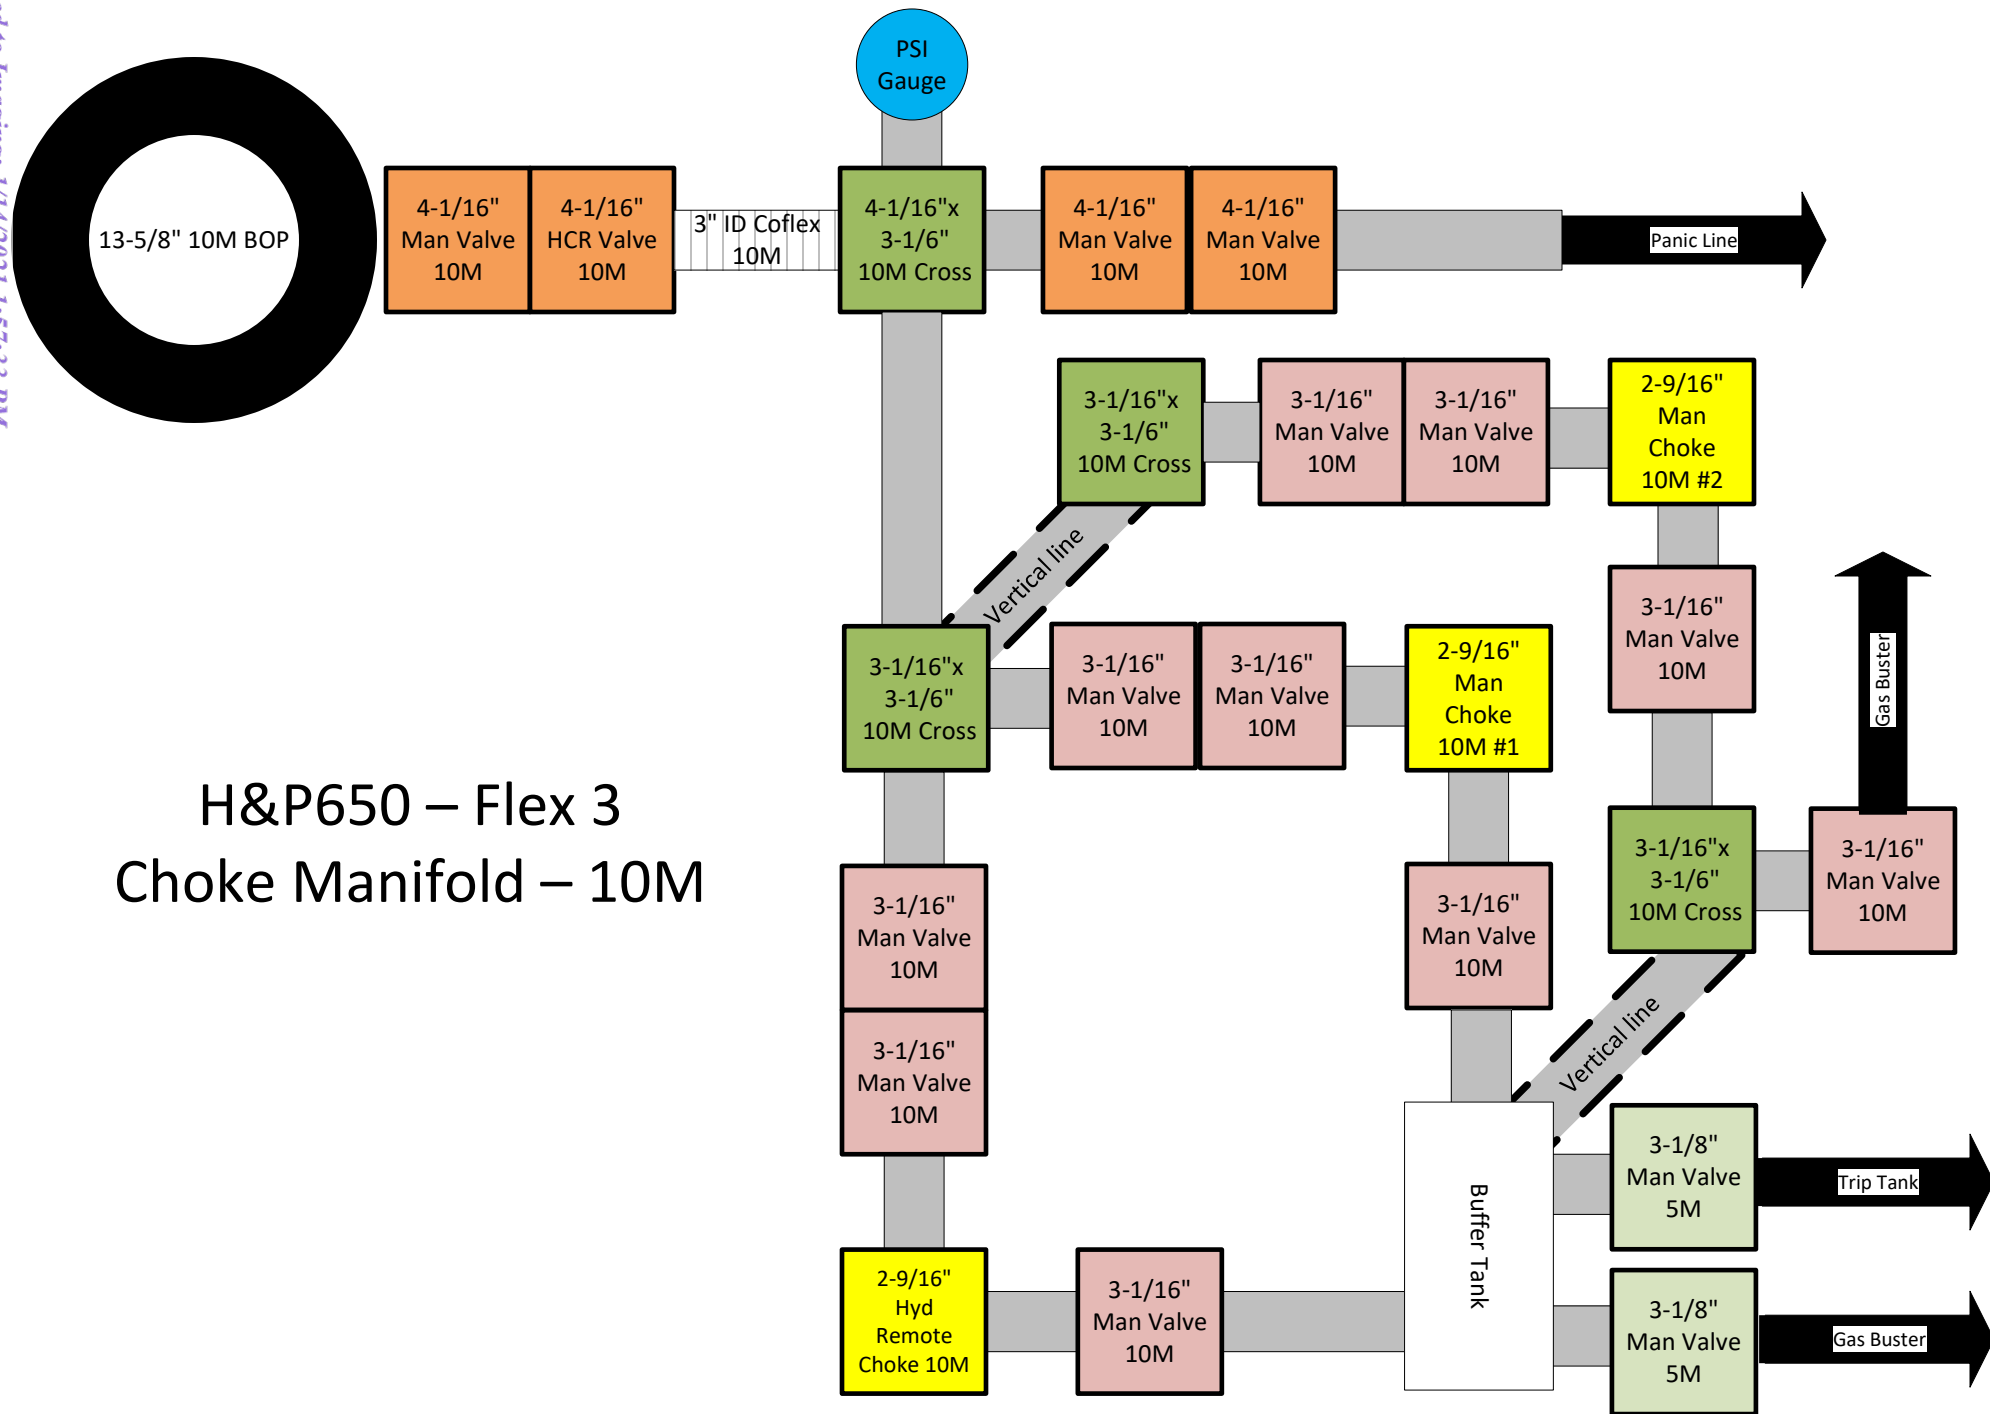 PSI
Gauge
13-5/8" 10M BOP
4-1/16"
Man Valve
10M
4-1/16"
HCR Valve
10M
3" ID Coflex
10M
4-1/16"x
3-1/6"
10M Cross
4-1/16"
Man Valve
10M
4-1/16"
Man Valve
10M
Panic Line
3-1/16"x
3-1/6"
10M Cross
3-1/16"
Man Valve
10M
3-1/16"
Man Valve
10M
2-9/16"
Man
Choke
10M #2
Vertical line
3-1/16"
Man Valve
10M
Gas Buster
3-1/16"x
3-1/6"
10M Cross
3-1/16"
Man Valve
10M
3-1/16"
Man Valve
10M
2-9/16"
Man
Choke
10M #1
H&P650 – Flex 3
Choke Manifold – 10M
3-1/16"
Man Valve
10M
3-1/16"
Man Valve
10M
3-1/16"x
3-1/6"
10M Cross
3-1/16"
Man Valve
10M
3-1/16"
Man Valve
10M
Vertical line
Buffer Tank
3-1/8"
Man Valve
5M
Trip Tank
2-9/16"
Hyd
Remote
Choke 10M
3-1/16"
Man Valve
10M
3-1/8"
Man Valve
5M
Gas Buster